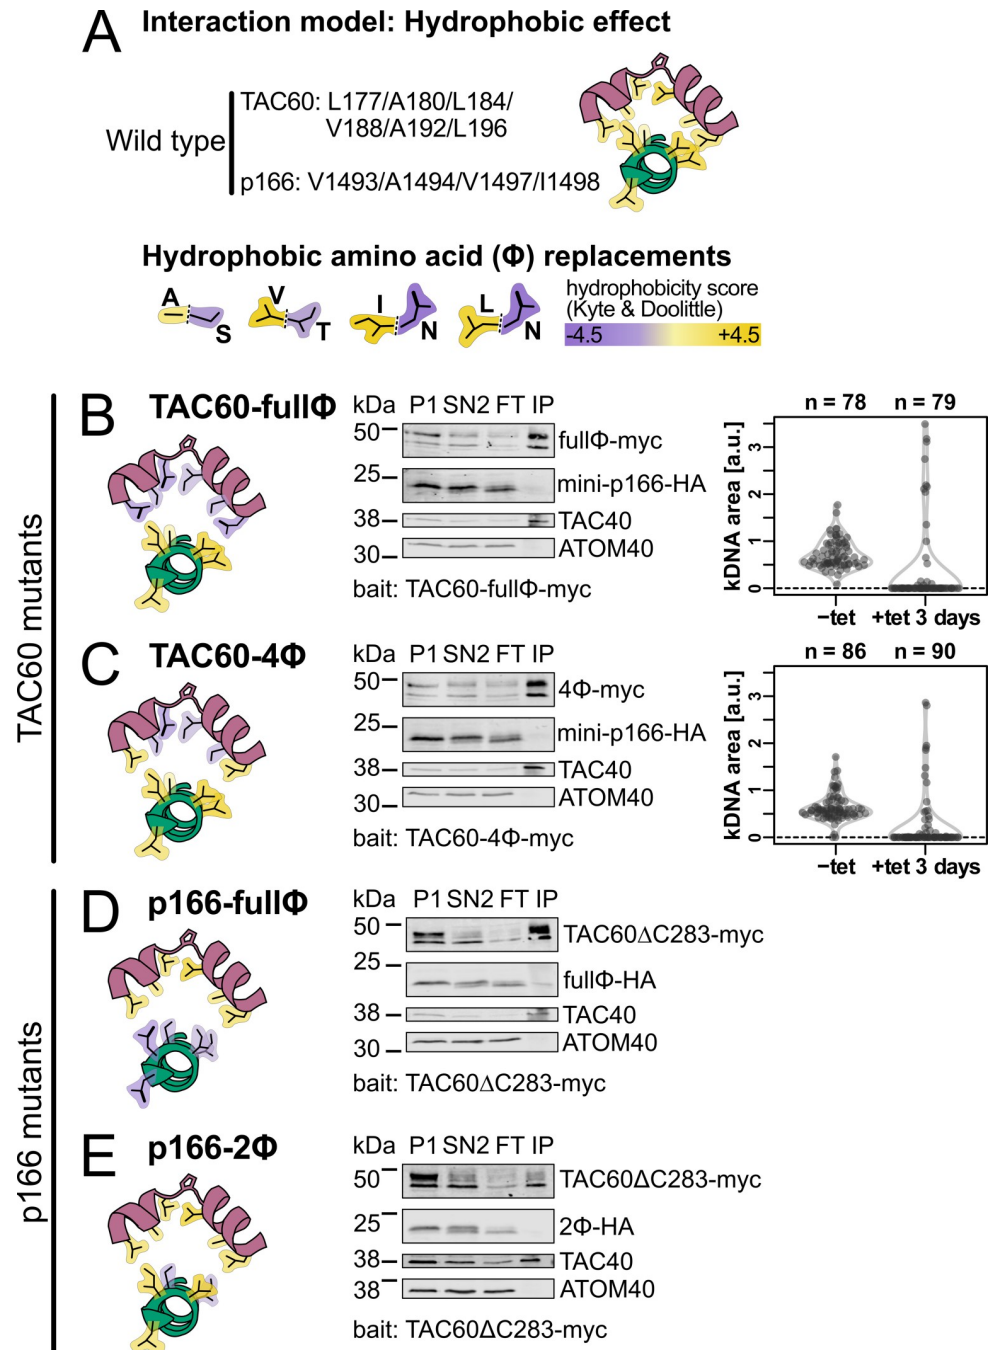 A Interaction model: Hydrophobic effect
Wild type
TAC60: L177/A180/L184/
V188/A192/L196
p166: V1493/A1494/V1497/I1498
Hydrophobic amino acid (Φ) replacements
A S
V T
I N
L N
hydrophobicity score
(Kyte & Doolittle)
-4.5 +4.5
TAC60 mutants
B TAC60-fullΦ
kDa P1 SN2 FT IP
50 fullΦ-myc
25 mini-p166-HA
38 TAC40
30 ATOM40
bait: TAC60-fullΦ-myc
n = 78 n = 79
kDNA area [a.u.]
3
2
1
0
−tet +tet 3 days
C TAC60-4Φ
kDa P1 SN2 FT IP
50 4Φ-myc
25 mini-p166-HA
38 TAC40
30 ATOM40
bait: TAC60-4Φ-myc
n = 86 n = 90
kDNA area [a.u.]
3
2
1
0
−tet +tet 3 days
p166 mutants
D p166-fullΦ
kDa P1 SN2 FT IP
50 TAC60ΔC283-myc
25 fullΦ-HA
38 TAC40
30 ATOM40
bait: TAC60ΔC283-myc
E p166-2Φ
kDa P1 SN2 FT IP
50 TAC60ΔC283-myc
25 2Φ-HA
38 TAC40
38 ATOM40
bait: TAC60ΔC283-myc